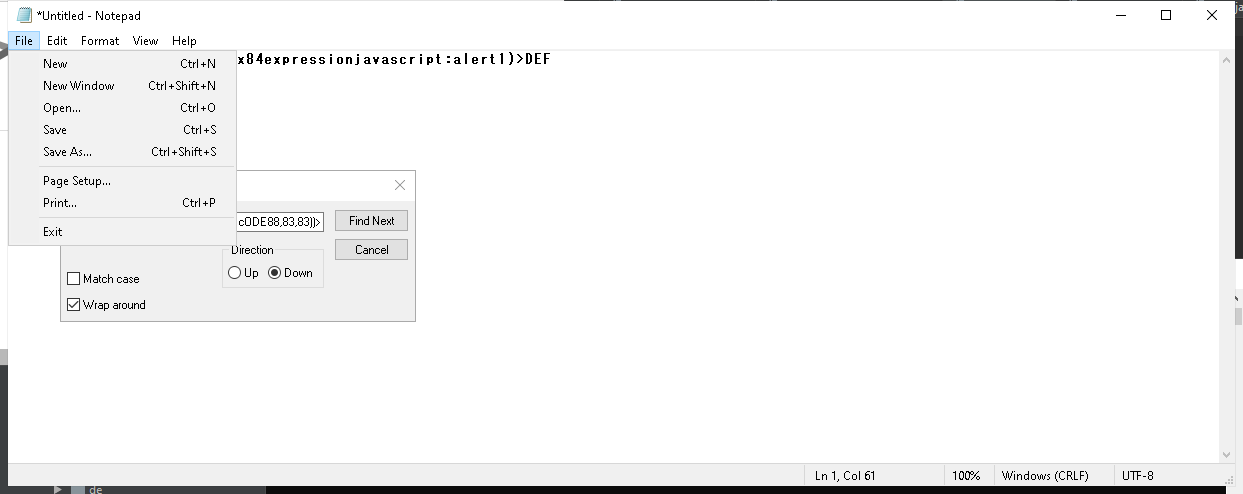 *Untitled - Notepad
File Edit Format View Help
x84expressionjavascript:alert1)>DEF
New Ctrl+N
New Window Ctrl+Shift+N
Open... Ctrl+O
Save Ctrl+S
Save As... Ctrl+Shift+S
Page Setup...
Print... Ctrl+P
Exit
cODE88,83,83))>
Find Next
Cancel
Direction
Up Down
Match case
Wrap around
Ln 1, Col 61 100% Windows (CRLF) UTF-8
de